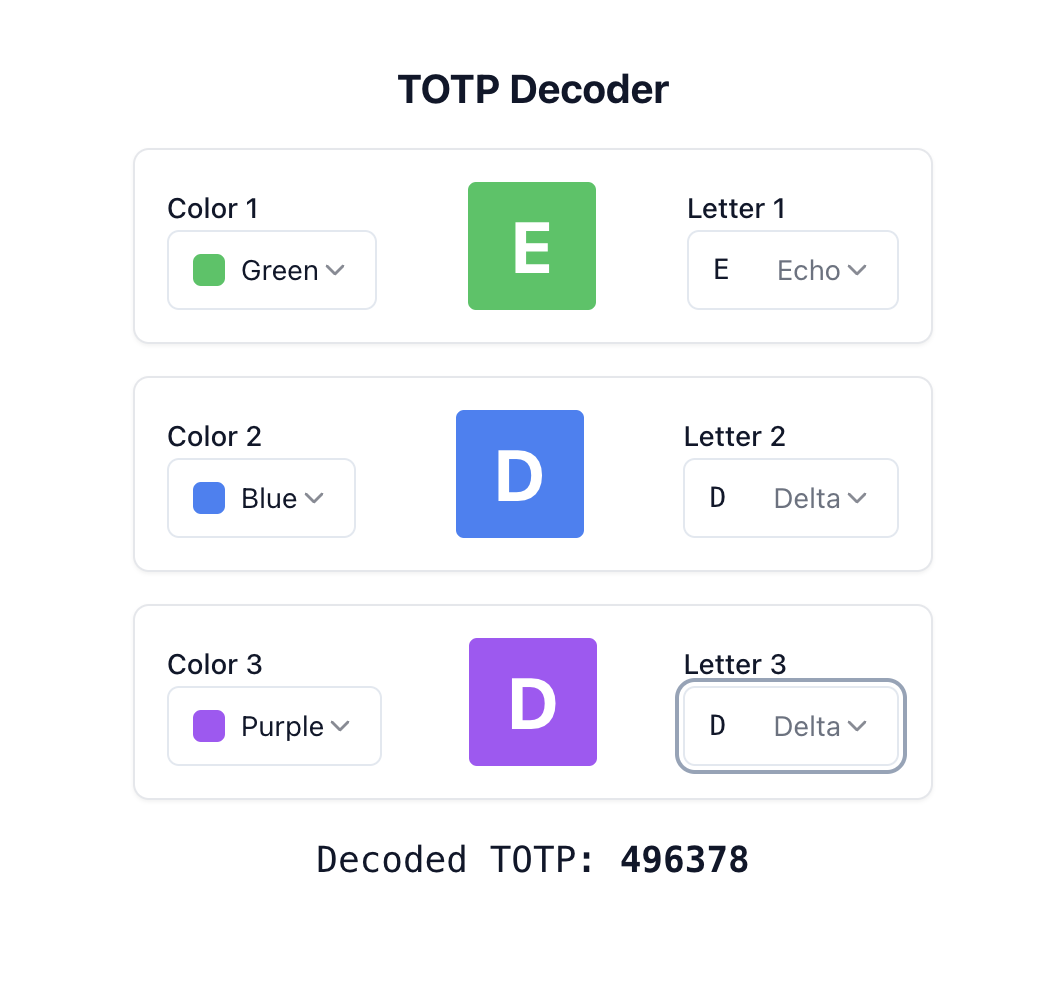 TOTP Decoder
Color 1
Green
E
Letter 1
E Echo
Color 2
Blue
D
Letter 2
D Delta
Color 3
Purple
D
Letter 3
D Delta
Decoded TOTP: 496378